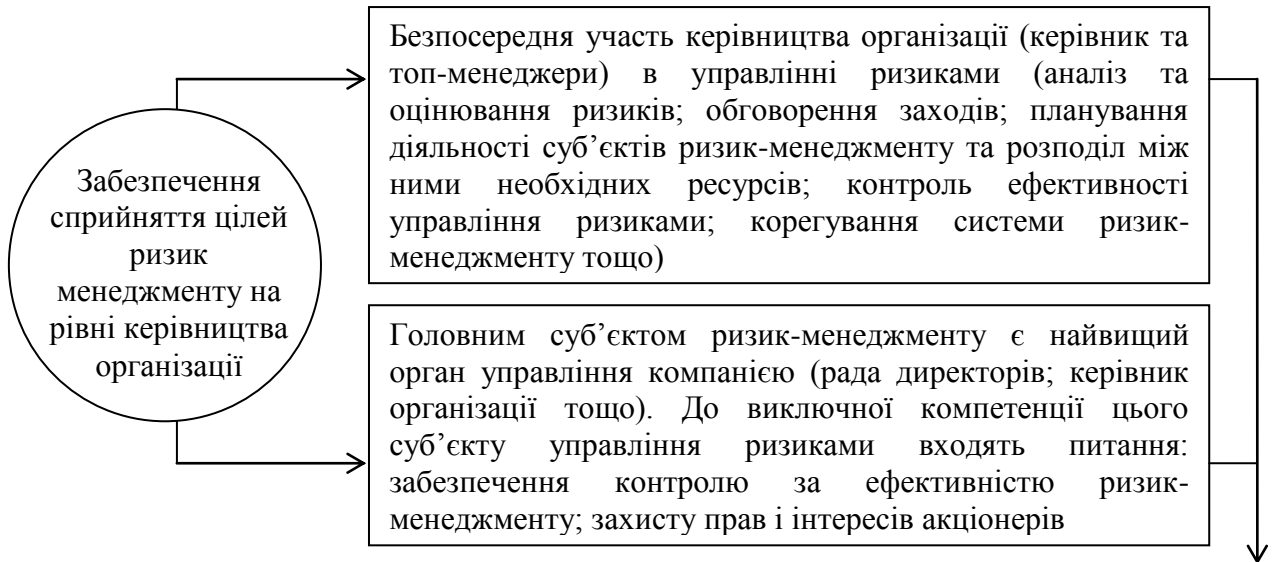 Забезпечення
сприйняття цілей
ризик
менеджменту на
рівні керівництва
організації
Безпосередня участь керівництва організації (керівник та
топ-менеджери) в управлінні ризиками (аналіз та
оцінювання ризиків; обговорення заходів; планування
діяльності суб’єктів ризик-менеджменту та розподіл між
ними необхідних ресурсів; контроль ефективності
управління ризиками; корегування системи ризик-
менеджменту тощо)
Головним суб’єктом ризик-менеджменту є найвищий
орган управління компанією (рада директорів; керівник
організації тощо). До виключної компетенції цього
суб’єкту управління ризиками входять питання:
забезпечення контролю за ефективністю ризик-
менеджменту; захисту прав і інтересів акціонерів